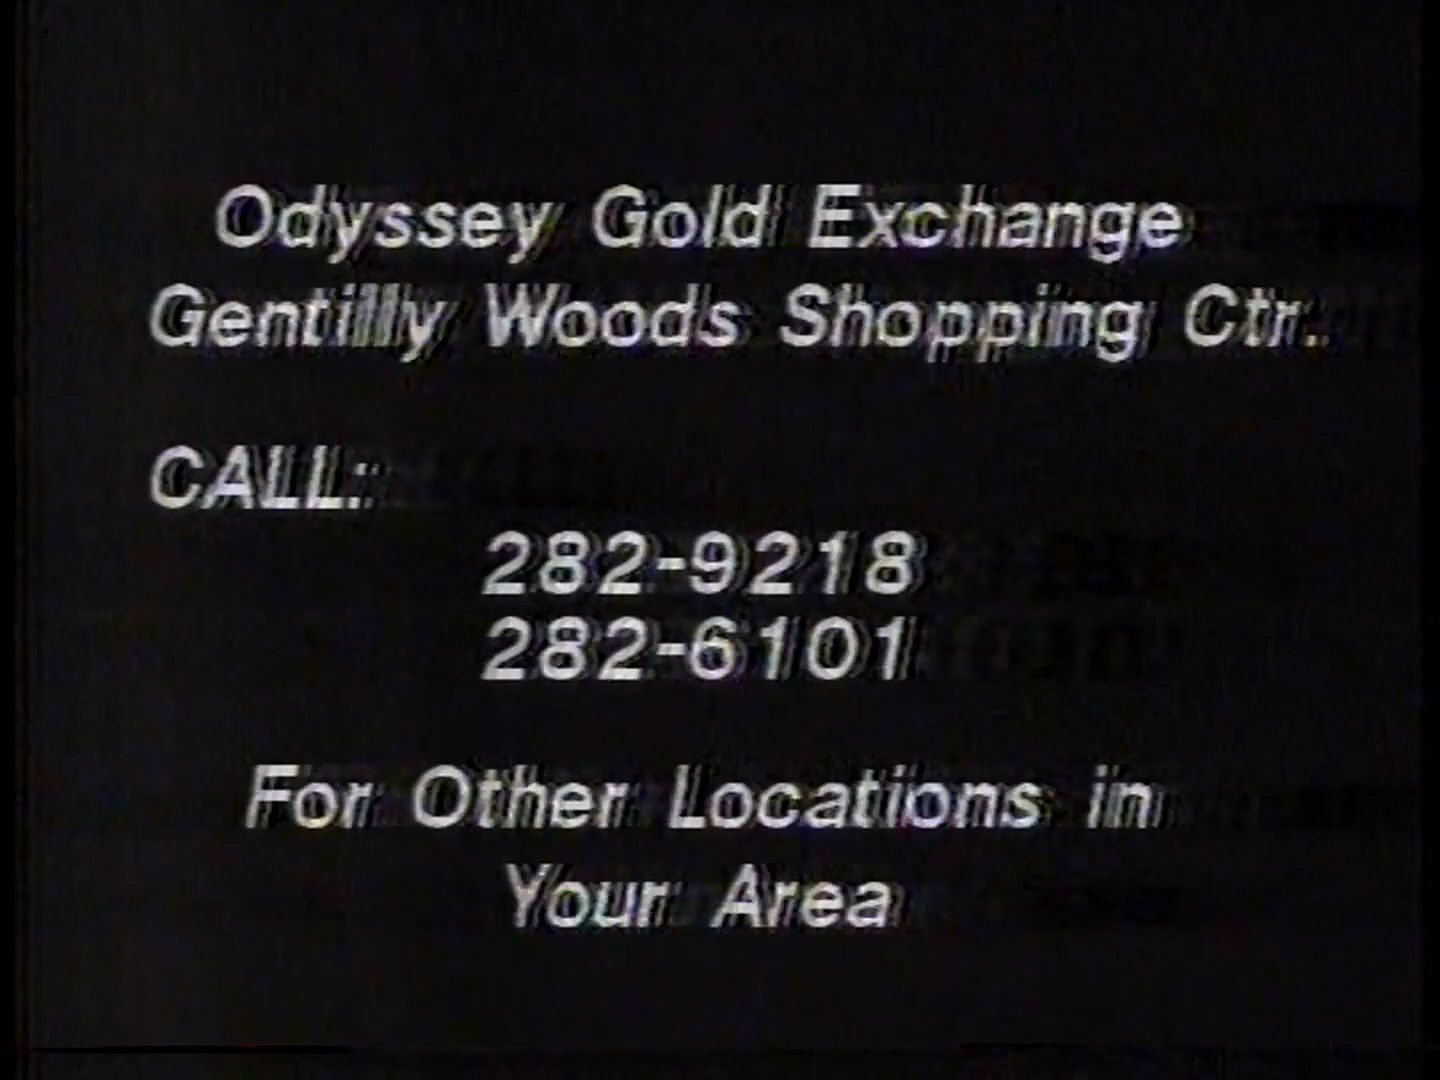 Odyssey Gold Exchange
Gentilly Woods Shopping Ctr.
CALL:
282-9218
282-6101
For Other Locations in
Your Area